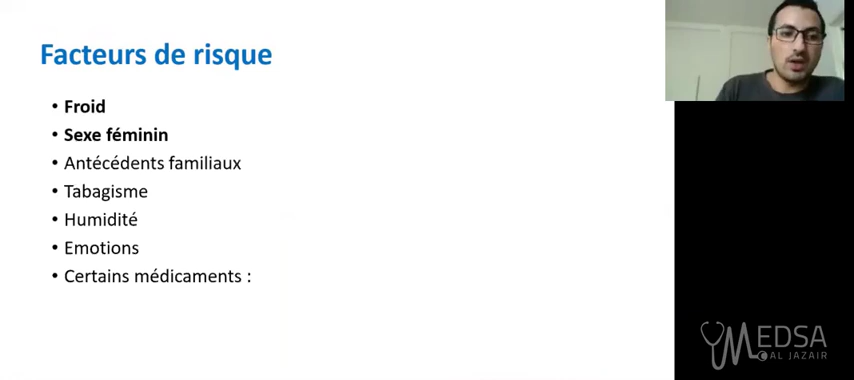 Facteurs de risque
• Froid
• Sexe féminin
• Antécédents familiaux
• Tabagisme
• Humidité
• Emotions
• Certains médicaments :
MEDSA
AL JAZAIR